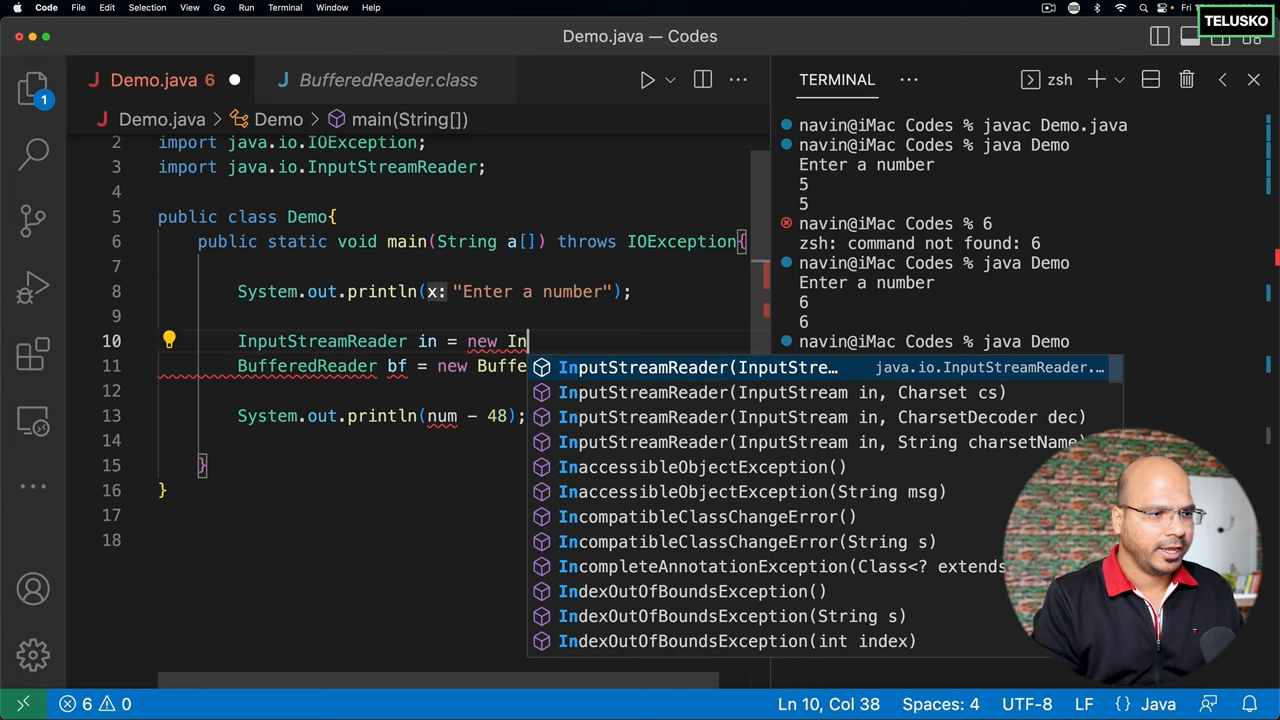 Code File Edit Selection View Go Run Terminal Window Help
TELUSKO
Demo.java — Codes
Demo.java 6
BufferedReader.class
Demo.java > Demo > main(String[])
2 import java.io.IOException;
3 import java.io.InputStreamReader;
4
5 public class Demo{
6 public static void main(String a[]) throws IOException{
7
8 System.out.println(x: "Enter a number");
9
10 InputStreamReader in = new In
11 BufferedReader bf = new Buffe
12
13 System.out.println(num - 48);
14
15 }
16 }
17
18
InputStreamReader(InputStre… java.io.InputStreamReader.…
InputStreamReader(InputStream in, Charset cs)
InputStreamReader(InputStream in, CharsetDecoder dec)
InputStreamReader(InputStream in, String charsetName)
InaccessibleObjectException()
InaccessibleObjectException(String msg)
IncompatibleClassChangeError()
IncompatibleClassChangeError(String s)
IncompleteAnnotationException(Class<? extends
IndexOutOfBoundsException()
IndexOutOfBoundsException(String s)
IndexOutOfBoundsException(int index)
TERMINAL
zsh
navin@iMac Codes % javac Demo.java
navin@iMac Codes % java Demo
Enter a number
5
5
navin@iMac Codes % 6
zsh: command not found: 6
navin@iMac Codes % java Demo
Enter a number
6
6
navin@iMac Codes % java Demo
1
6 0
Ln 10, Col 38 Spaces: 4 UTF-8 LF {} Java